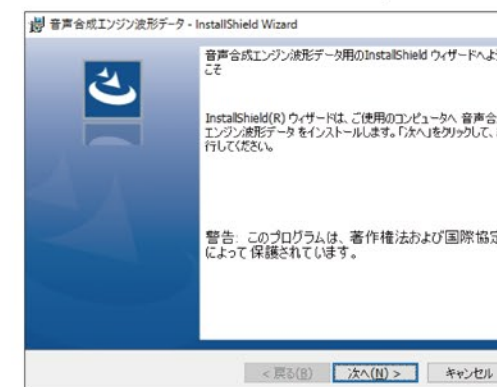 音声合成エンジン波形データ - InstallShield Wizard
音声合成エンジン波形データ用のInstallShield ウィザードへよう
こそ
InstallShield(R) ウィザードは、ご使用のコンピュータへ 音声合
エンジン波形データ をインストールします。「次へ」をクリックして、
行してください。
警告: このプログラムは、著作権法および国際協定
によって保護されています。
< 戻る(B)
次へ(N) >
キャンセル